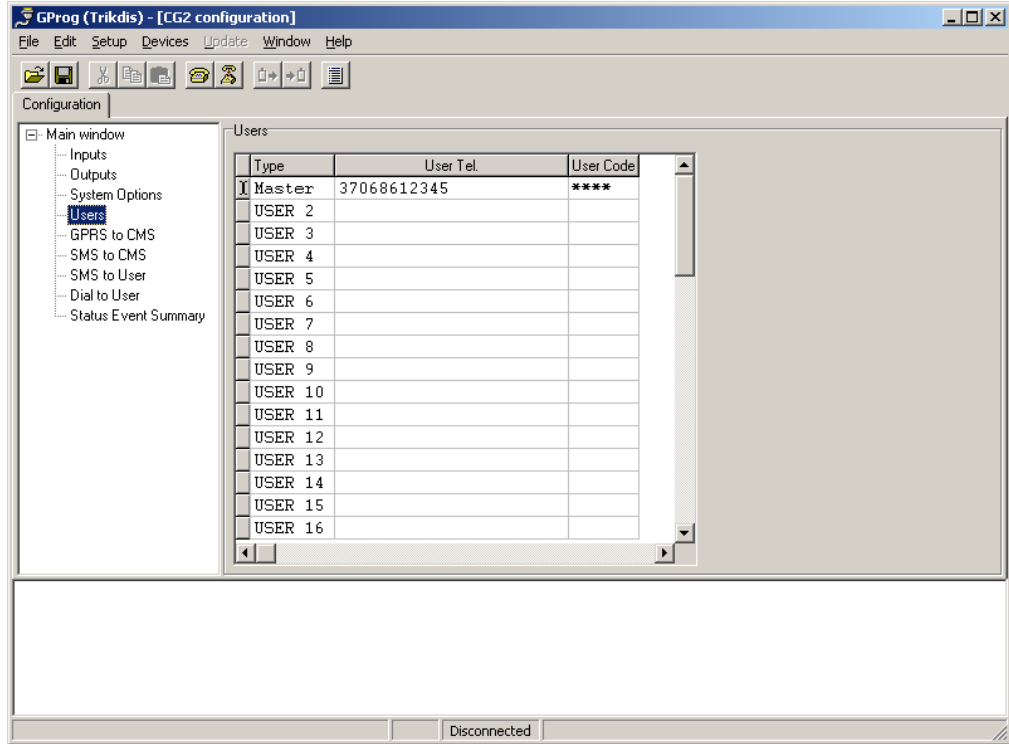 GProg (Trikdis) - [CG2 configuration]
File Edit Setup Devices Update Window Help
Configuration
Main window
Inputs
Outputs
System Options
Users
GPRS to CMS
SMS to CMS
SMS to User
Dial to User
Status Event Summary
Users
Type User Tel. User Code
Master 37068612345 ****
USER 2
USER 3
USER 4
USER 5
USER 6
USER 7
USER 8
USER 9
USER 10
USER 11
USER 12
USER 13
USER 14
USER 15
USER 16
Disconnected